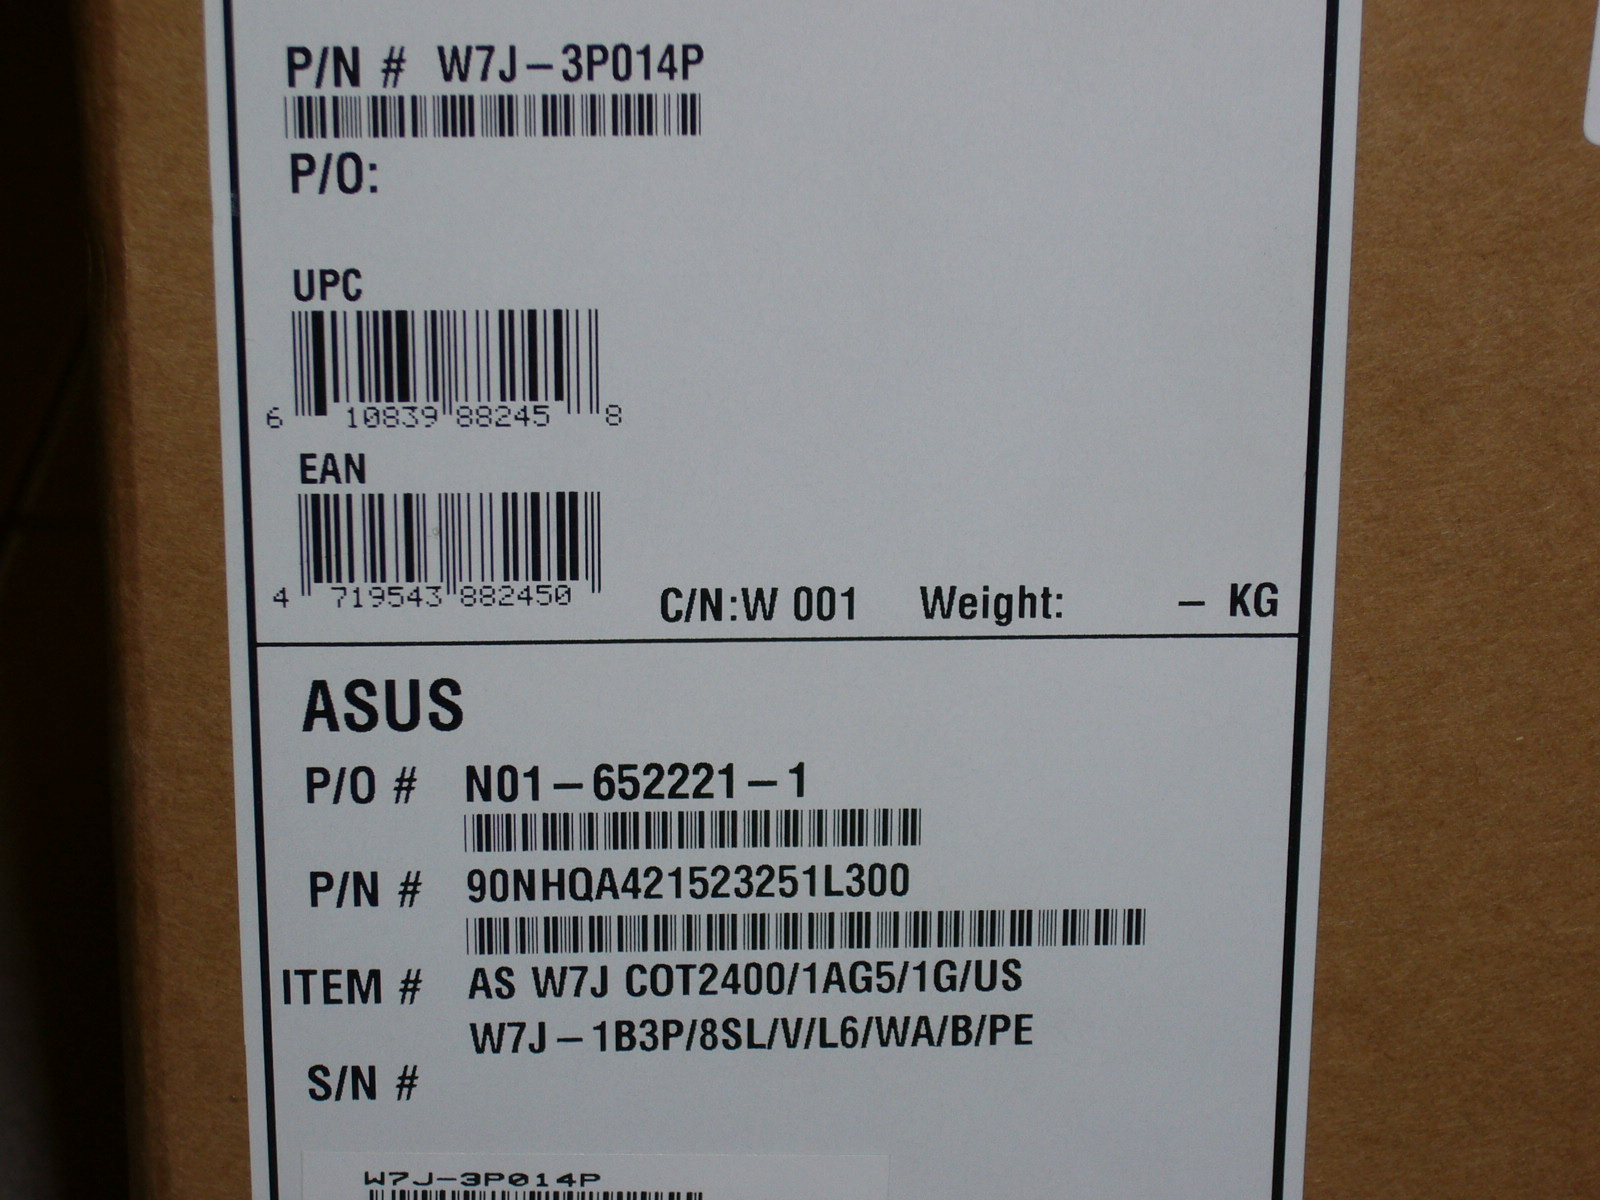 P/N # W7J-3P014P
P/O:
UPC
6 10839 88245 8
EAN
4 719543 882450
C/N:W 001 Weight: - KG
ASUS
P/O # N01-652221-1
P/N # 90NHQA421523251L300
ITEM # AS W7J COT2400/1AG5/1G/US
W7J-1B3P/8SL/V/L6/WA/B/PE
S/N #
W7J-3P014P